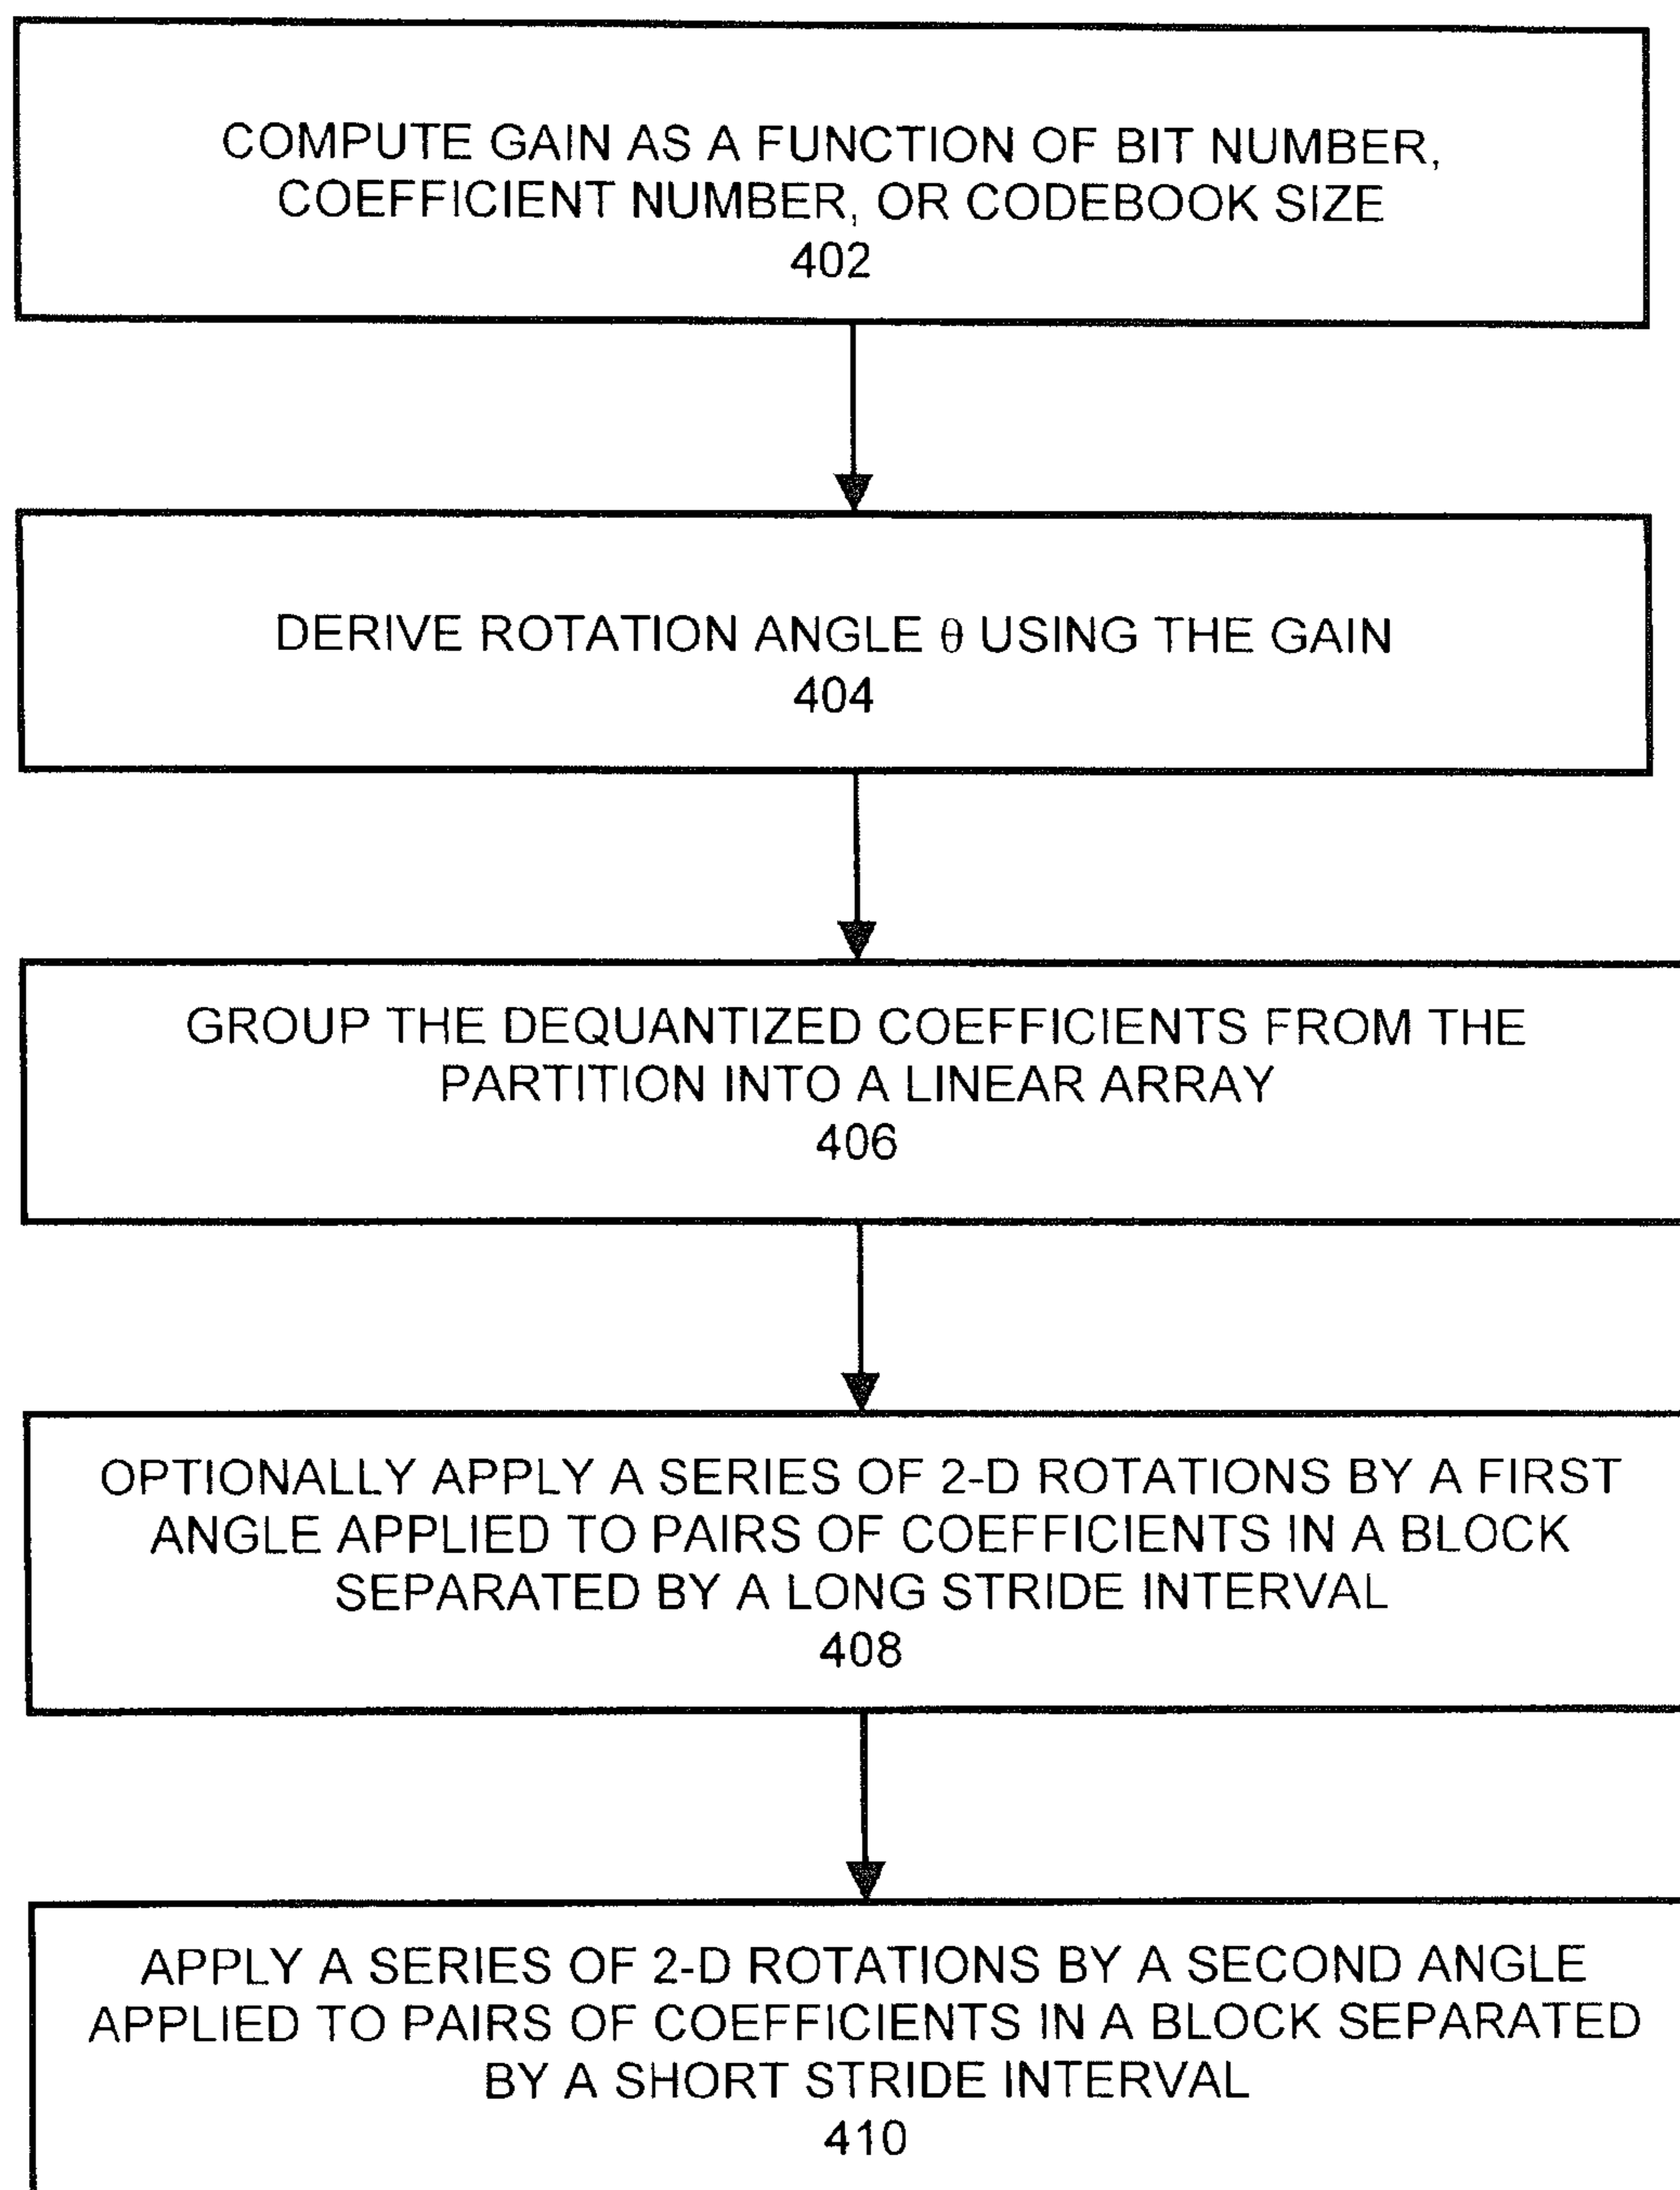 COMPUTE GAIN AS A FUNCTION OF BIT NUMBER,
COEFFICIENT NUMBER, OR CODEBOOK SIZE
402
DERIVE ROTATION ANGLE θ USING THE GAIN
404
GROUP THE DEQUANTIZED COEFFICIENTS FROM THE
PARTITION INTO A LINEAR ARRAY
406
OPTIONALLY APPLY A SERIES OF 2-D ROTATIONS BY A FIRST
ANGLE APPLIED TO PAIRS OF COEFFICIENTS IN A BLOCK
SEPARATED BY A LONG STRIDE INTERVAL
408
APPLY A SERIES OF 2-D ROTATIONS BY A SECOND ANGLE
APPLIED TO PAIRS OF COEFFICIENTS IN A BLOCK SEPARATED
BY A SHORT STRIDE INTERVAL
410